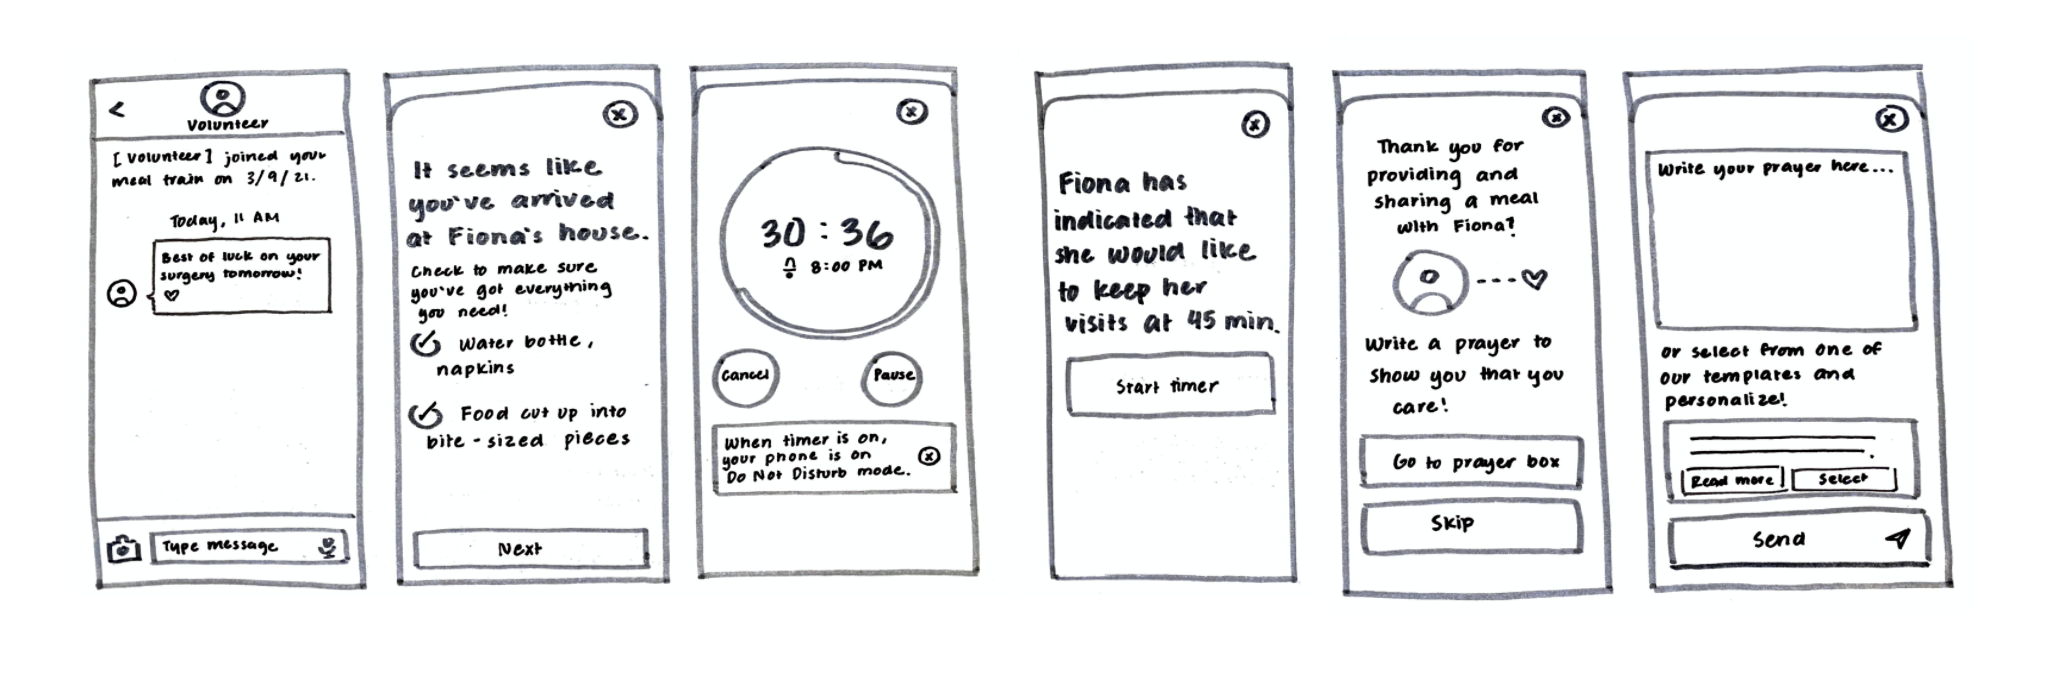 <
Volunteer
[Volunteer] joined your
meal train on 3/9/21.
Today, 11 AM
Best of luck on your
surgery tomorrow!
♡
Type message
It seems like
you've arrived
at Fiona's house.
Check to make sure
you've got everything
you need!
Water bottle,
napkins
Food cut up into
bite-sized pieces
Next
30:36
8:00 PM
Cancel
Pause
When timer is on,
your phone is on
Do Not Disturb mode.
Fiona has
indicated that
she would like
to keep her
visits at 45 min.
Start timer
Thank you for
providing and
sharing a meal
with Fiona!
Write a prayer to
show you that you
care!
Go to prayer box
Skip
Write your prayer here...
or select from one of
our templates and
personalize!
Read more
Select
Send